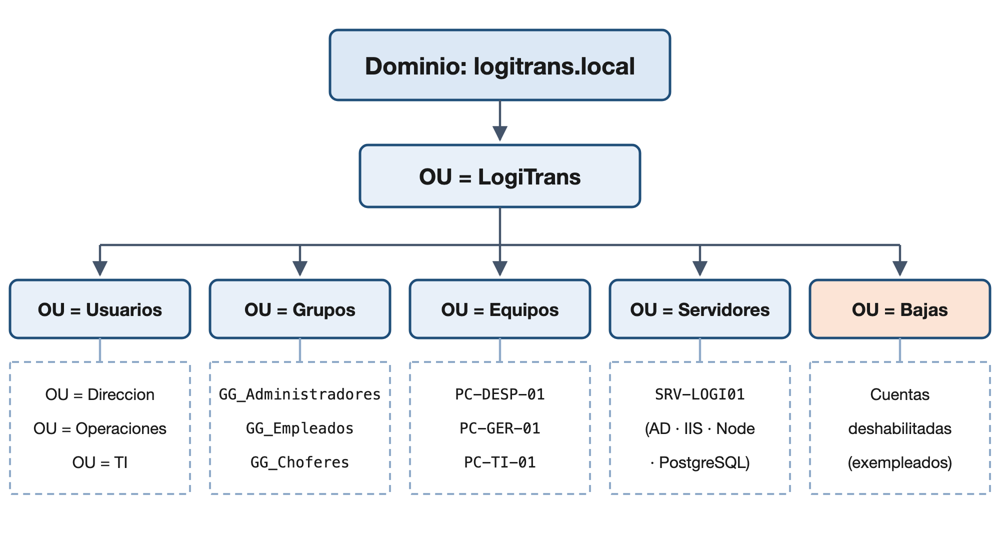 Dominio: logitrans.local
OU = LogiTrans
OU = Usuarios
OU = Grupos
OU = Equipos
OU = Servidores
OU = Bajas
OU = Direccion
OU = Operaciones
OU = TI
GG_Administradores
GG_Empleados
GG_Choferes
PC-DESP-01
PC-GER-01
PC-TI-01
SRV-LOGI01
(AD · IIS · Node
· PostgreSQL)
Cuentas
deshabilitadas
(exempleados)